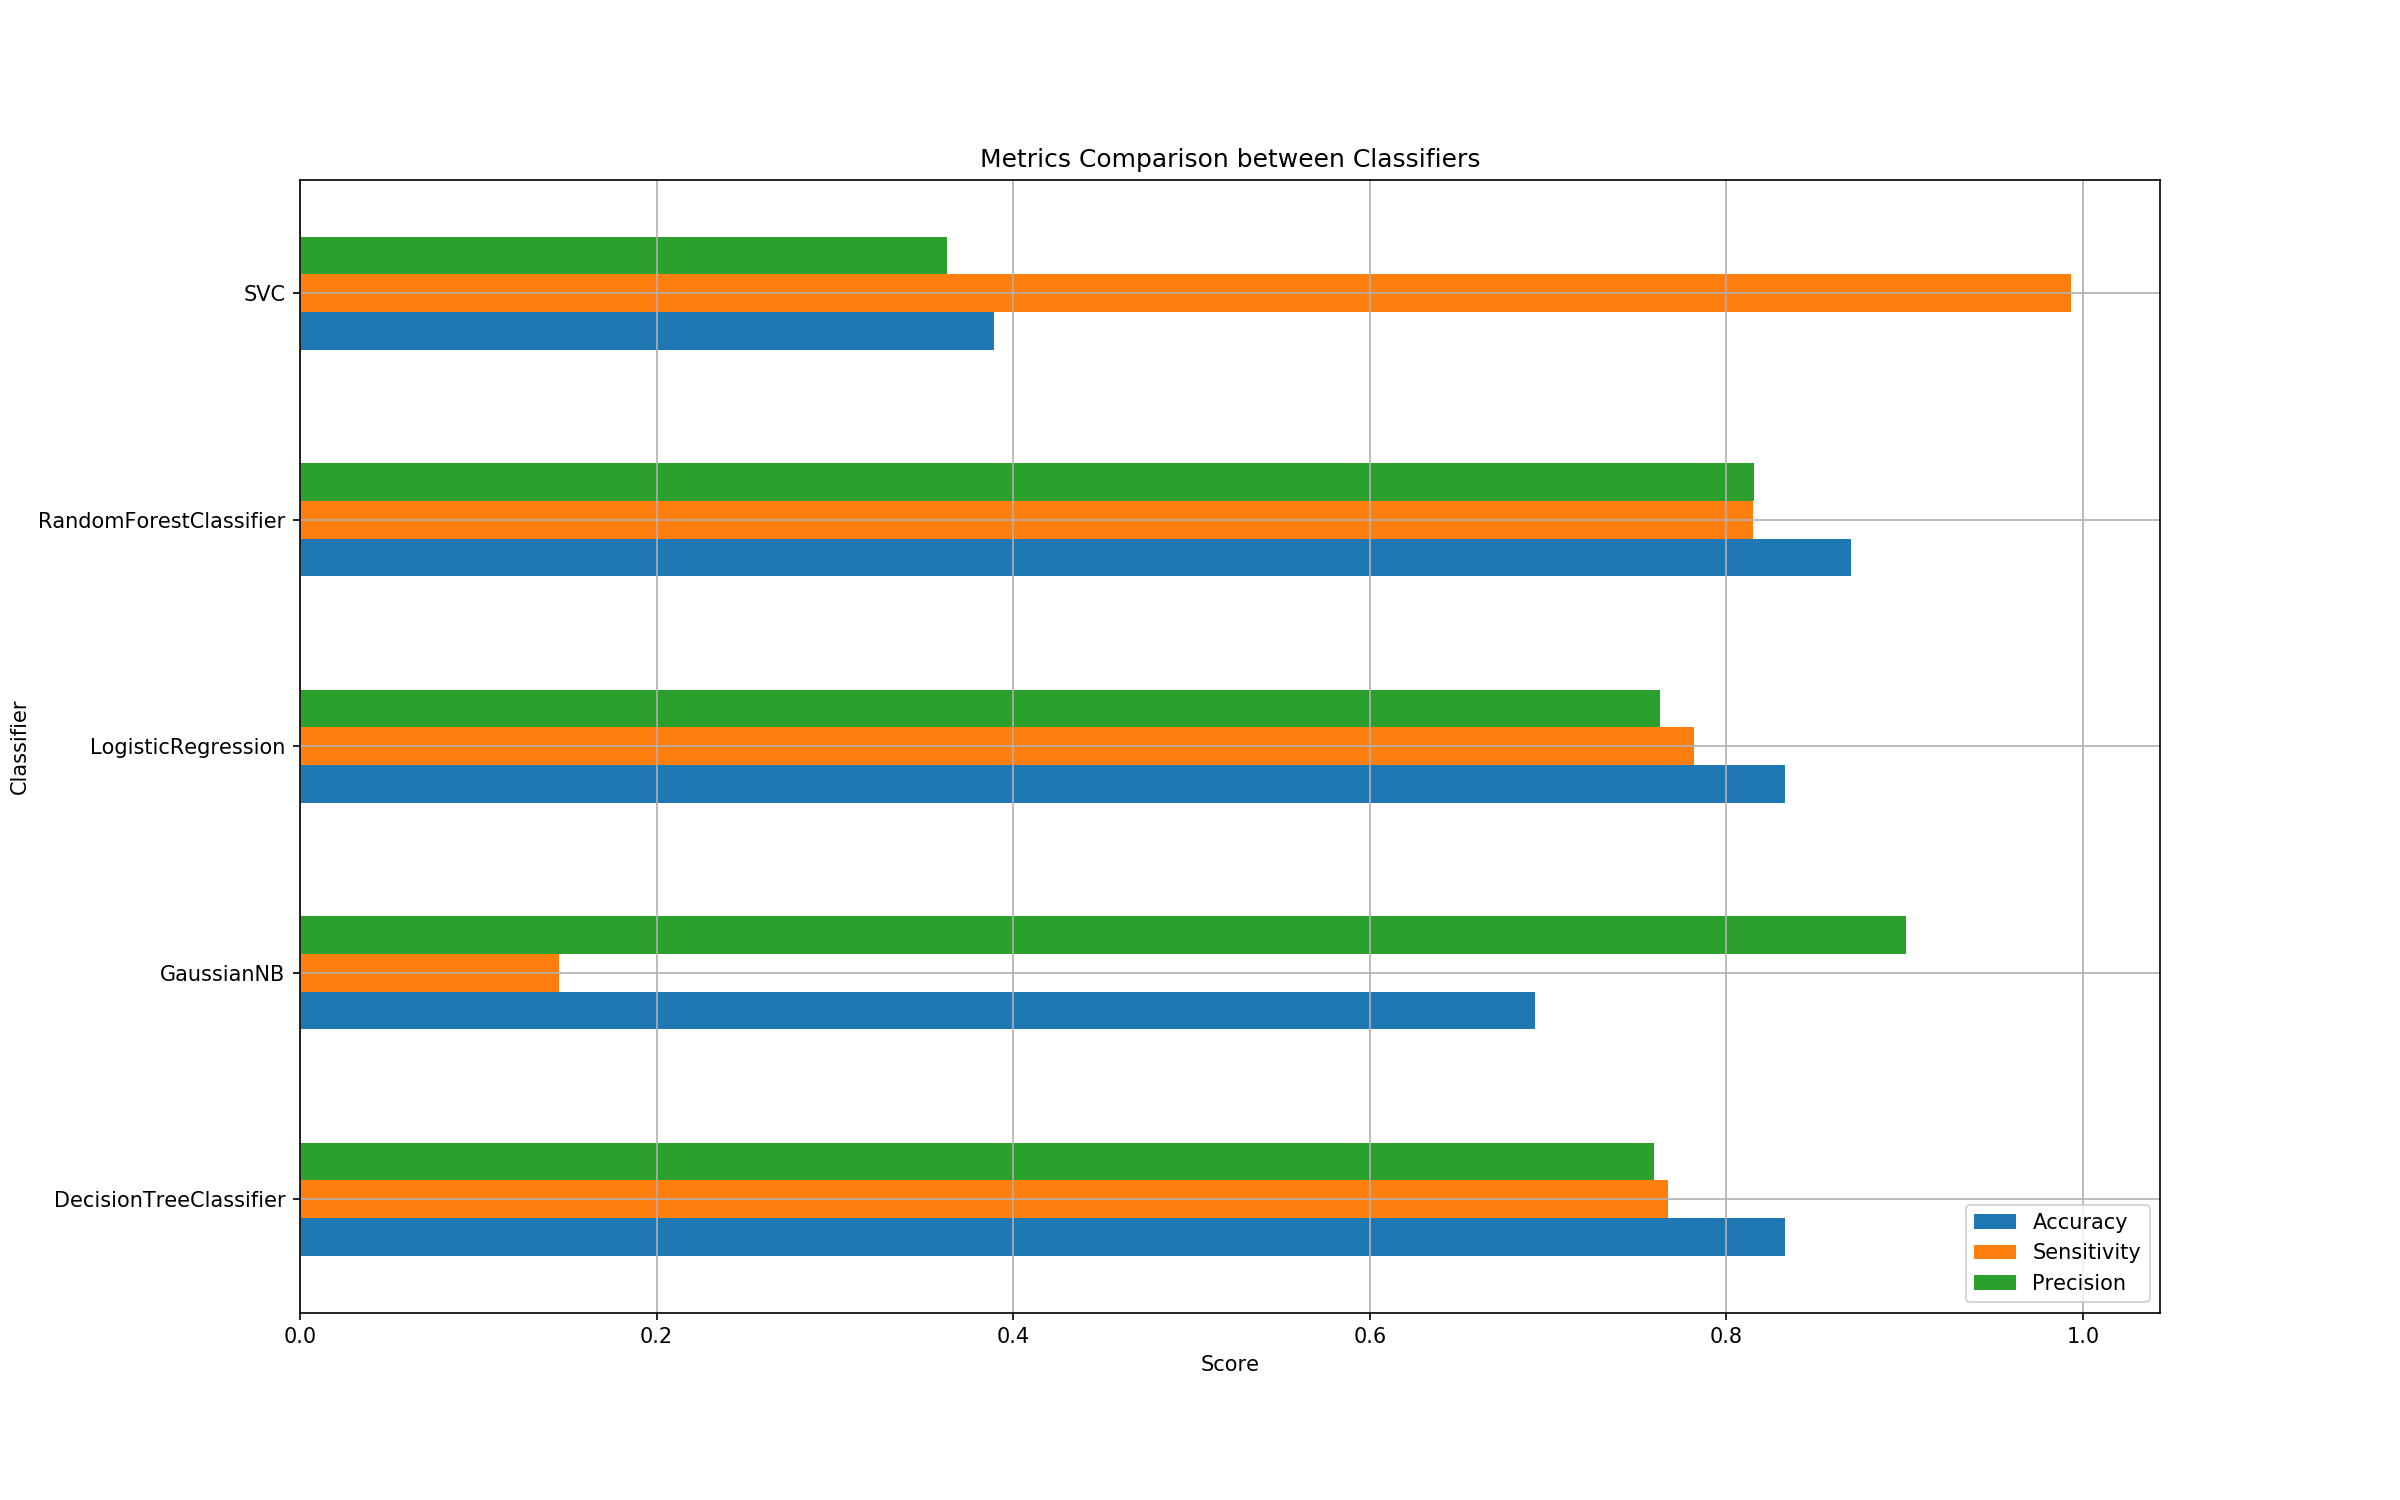 Metrics Comparison between Classifiers
SVC
RandomForestClassifier
LogisticRegression
GaussianNB
DecisionTreeClassifier
Classifier
Accuracy
Sensitivity
Precision
0.0 0.2 0.4 0.6 0.8 1.0
Score